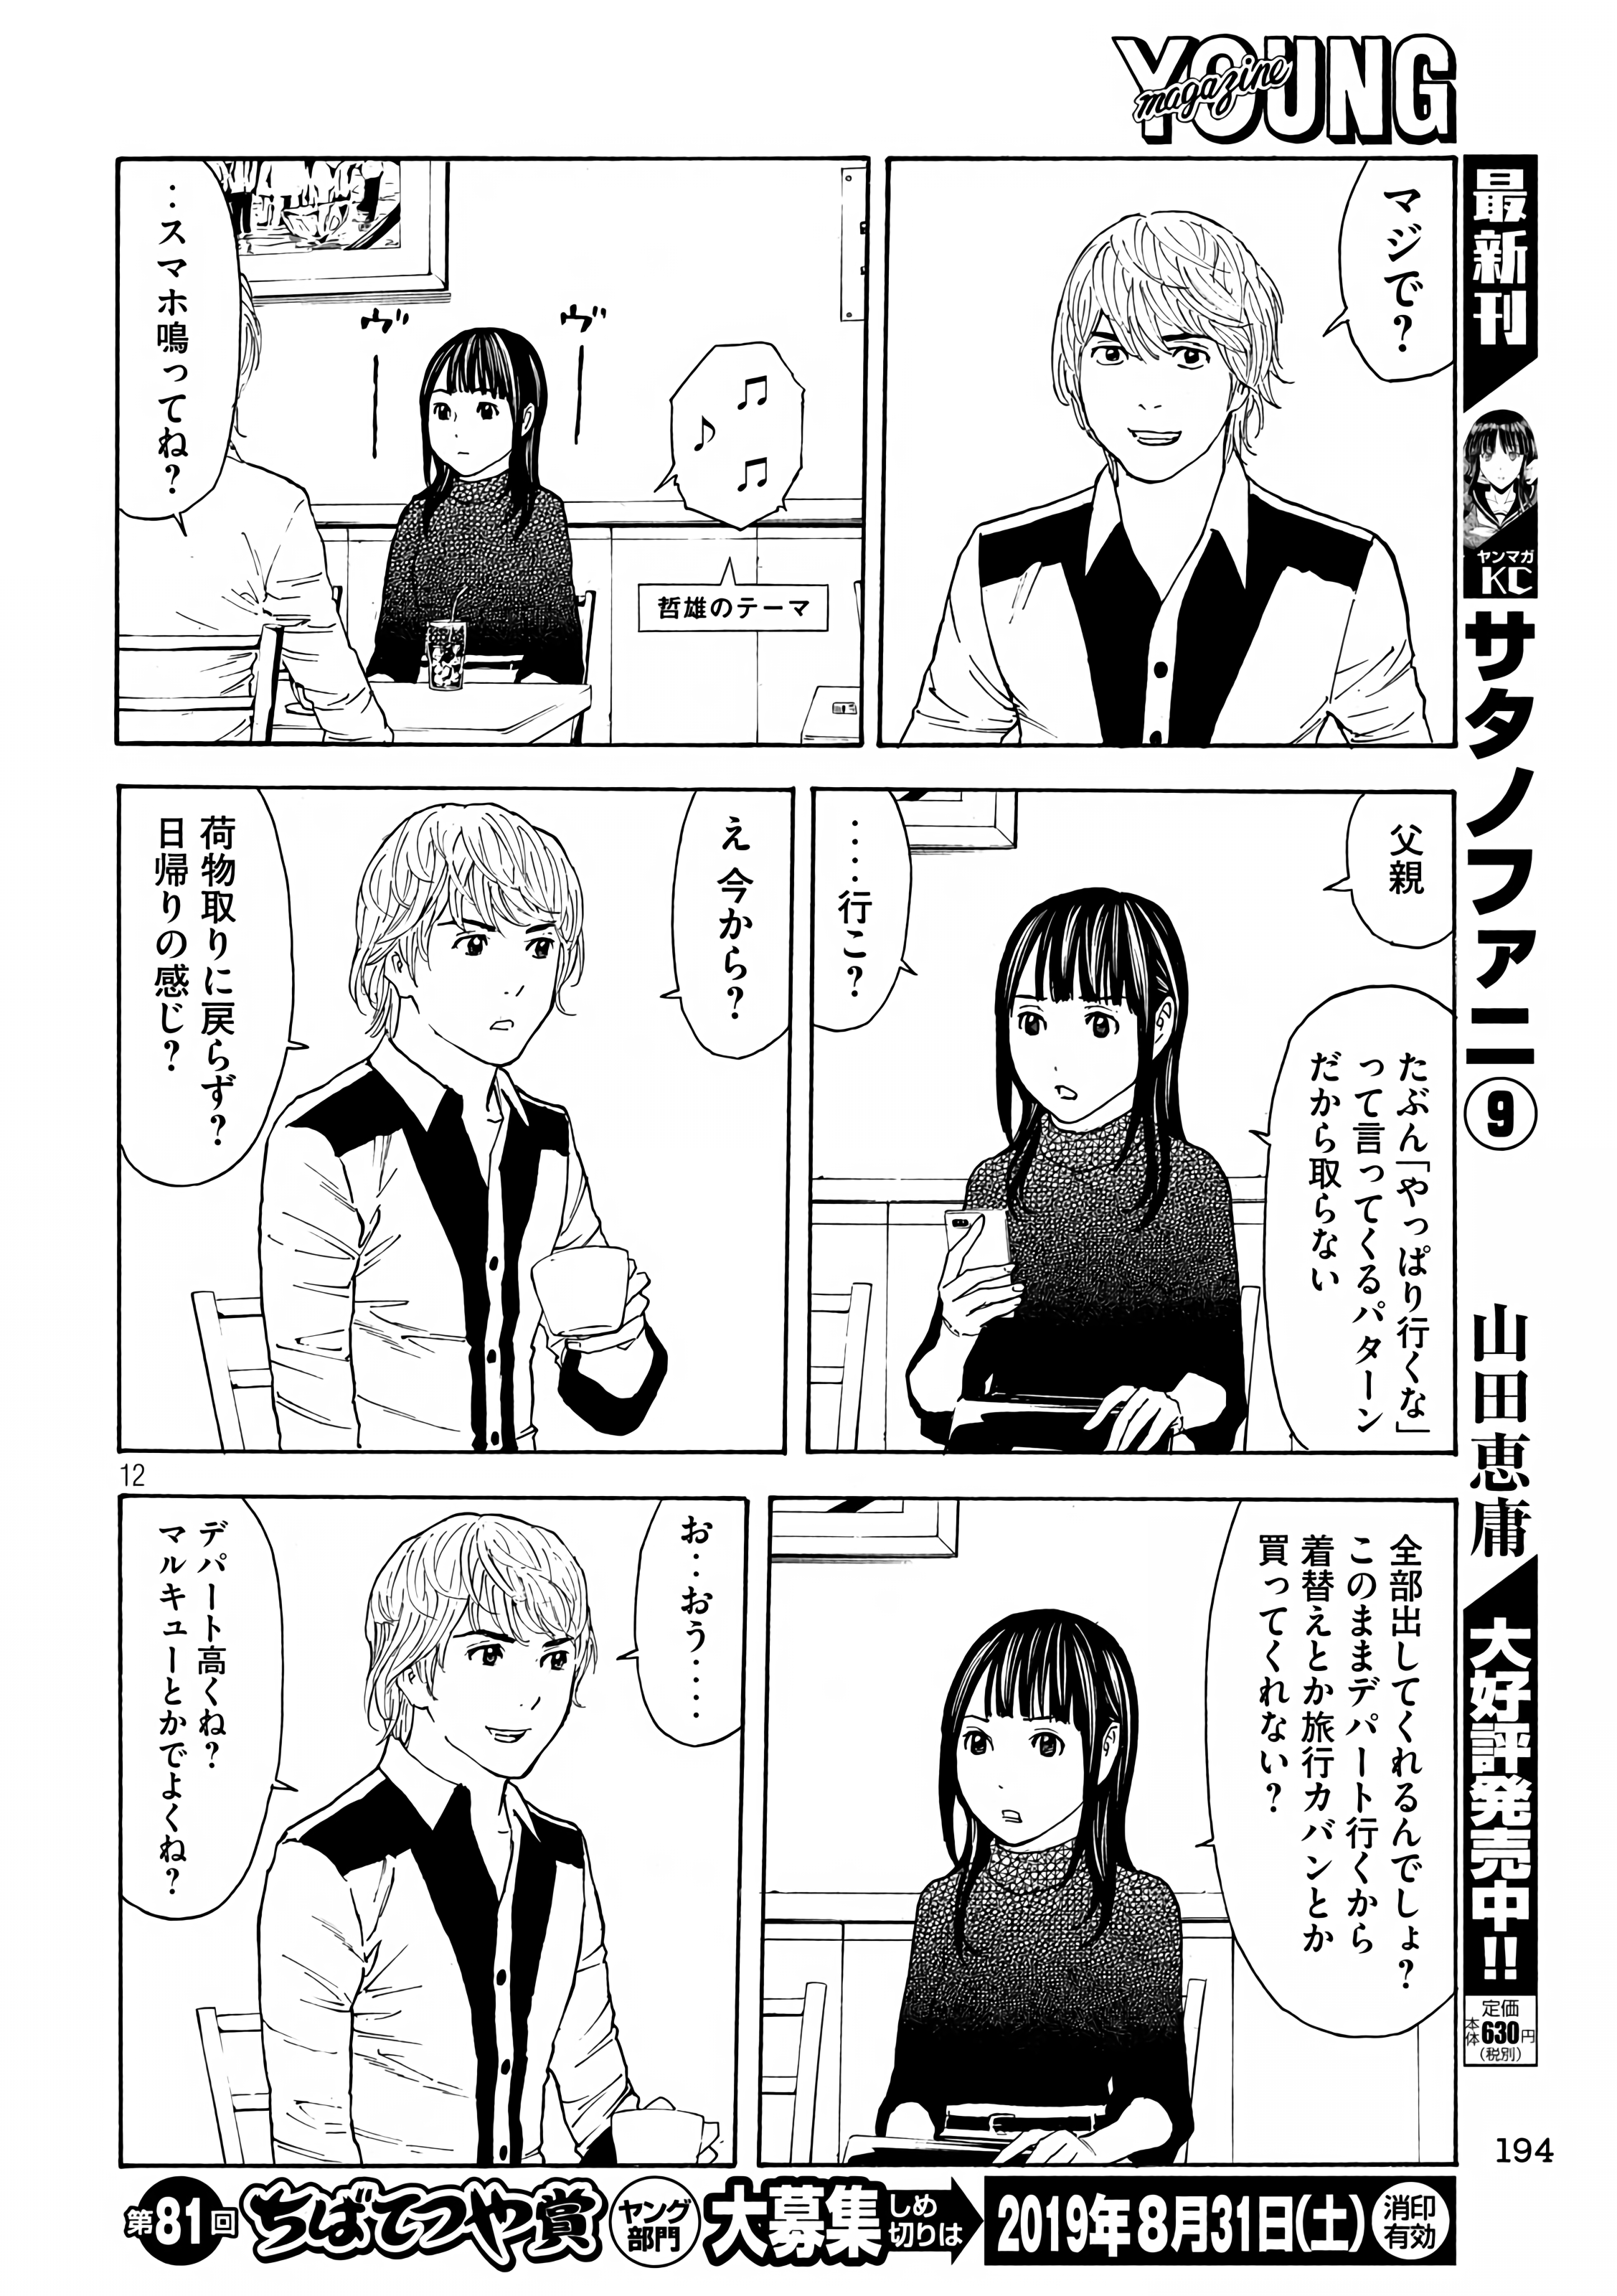 YOUNG
magazine
マジで?
‥スマホ鳴ってね?
ヴーー
ヴーー
♫
♪
♫
哲雄のテーマ
父親
たぶん「やっぱり行くな」
って言ってくるパターン
だから取らない
‥‥‥行こ?
え 今から?
荷物取りに戻らず?
日帰りの感じ?
全部出してくれるんでしょ?
このままデパート行くから
着替えとか旅行カバンとか
買ってくれない?
お‥おう‥‥
デパート高くね?
マルキューとかでよくね?
12
最新刊
ヤンマガ
KC
サタノファニ⑨
山田恵庸
大好評発売中!!
定価
本体630円
(税別)
194
第81回
ちばてつや賞
ヤング
部門
大募集
しめ
切りは
2019年8月31日(土)
消印
有効